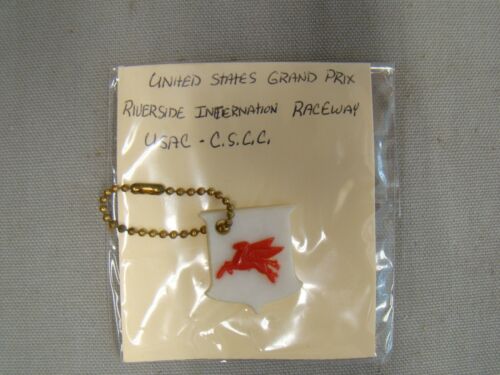 UNITED STATES GRAND PRIX
RIVERSIDE INTERNATION RACEWAY
USAC - C.S.C.C.